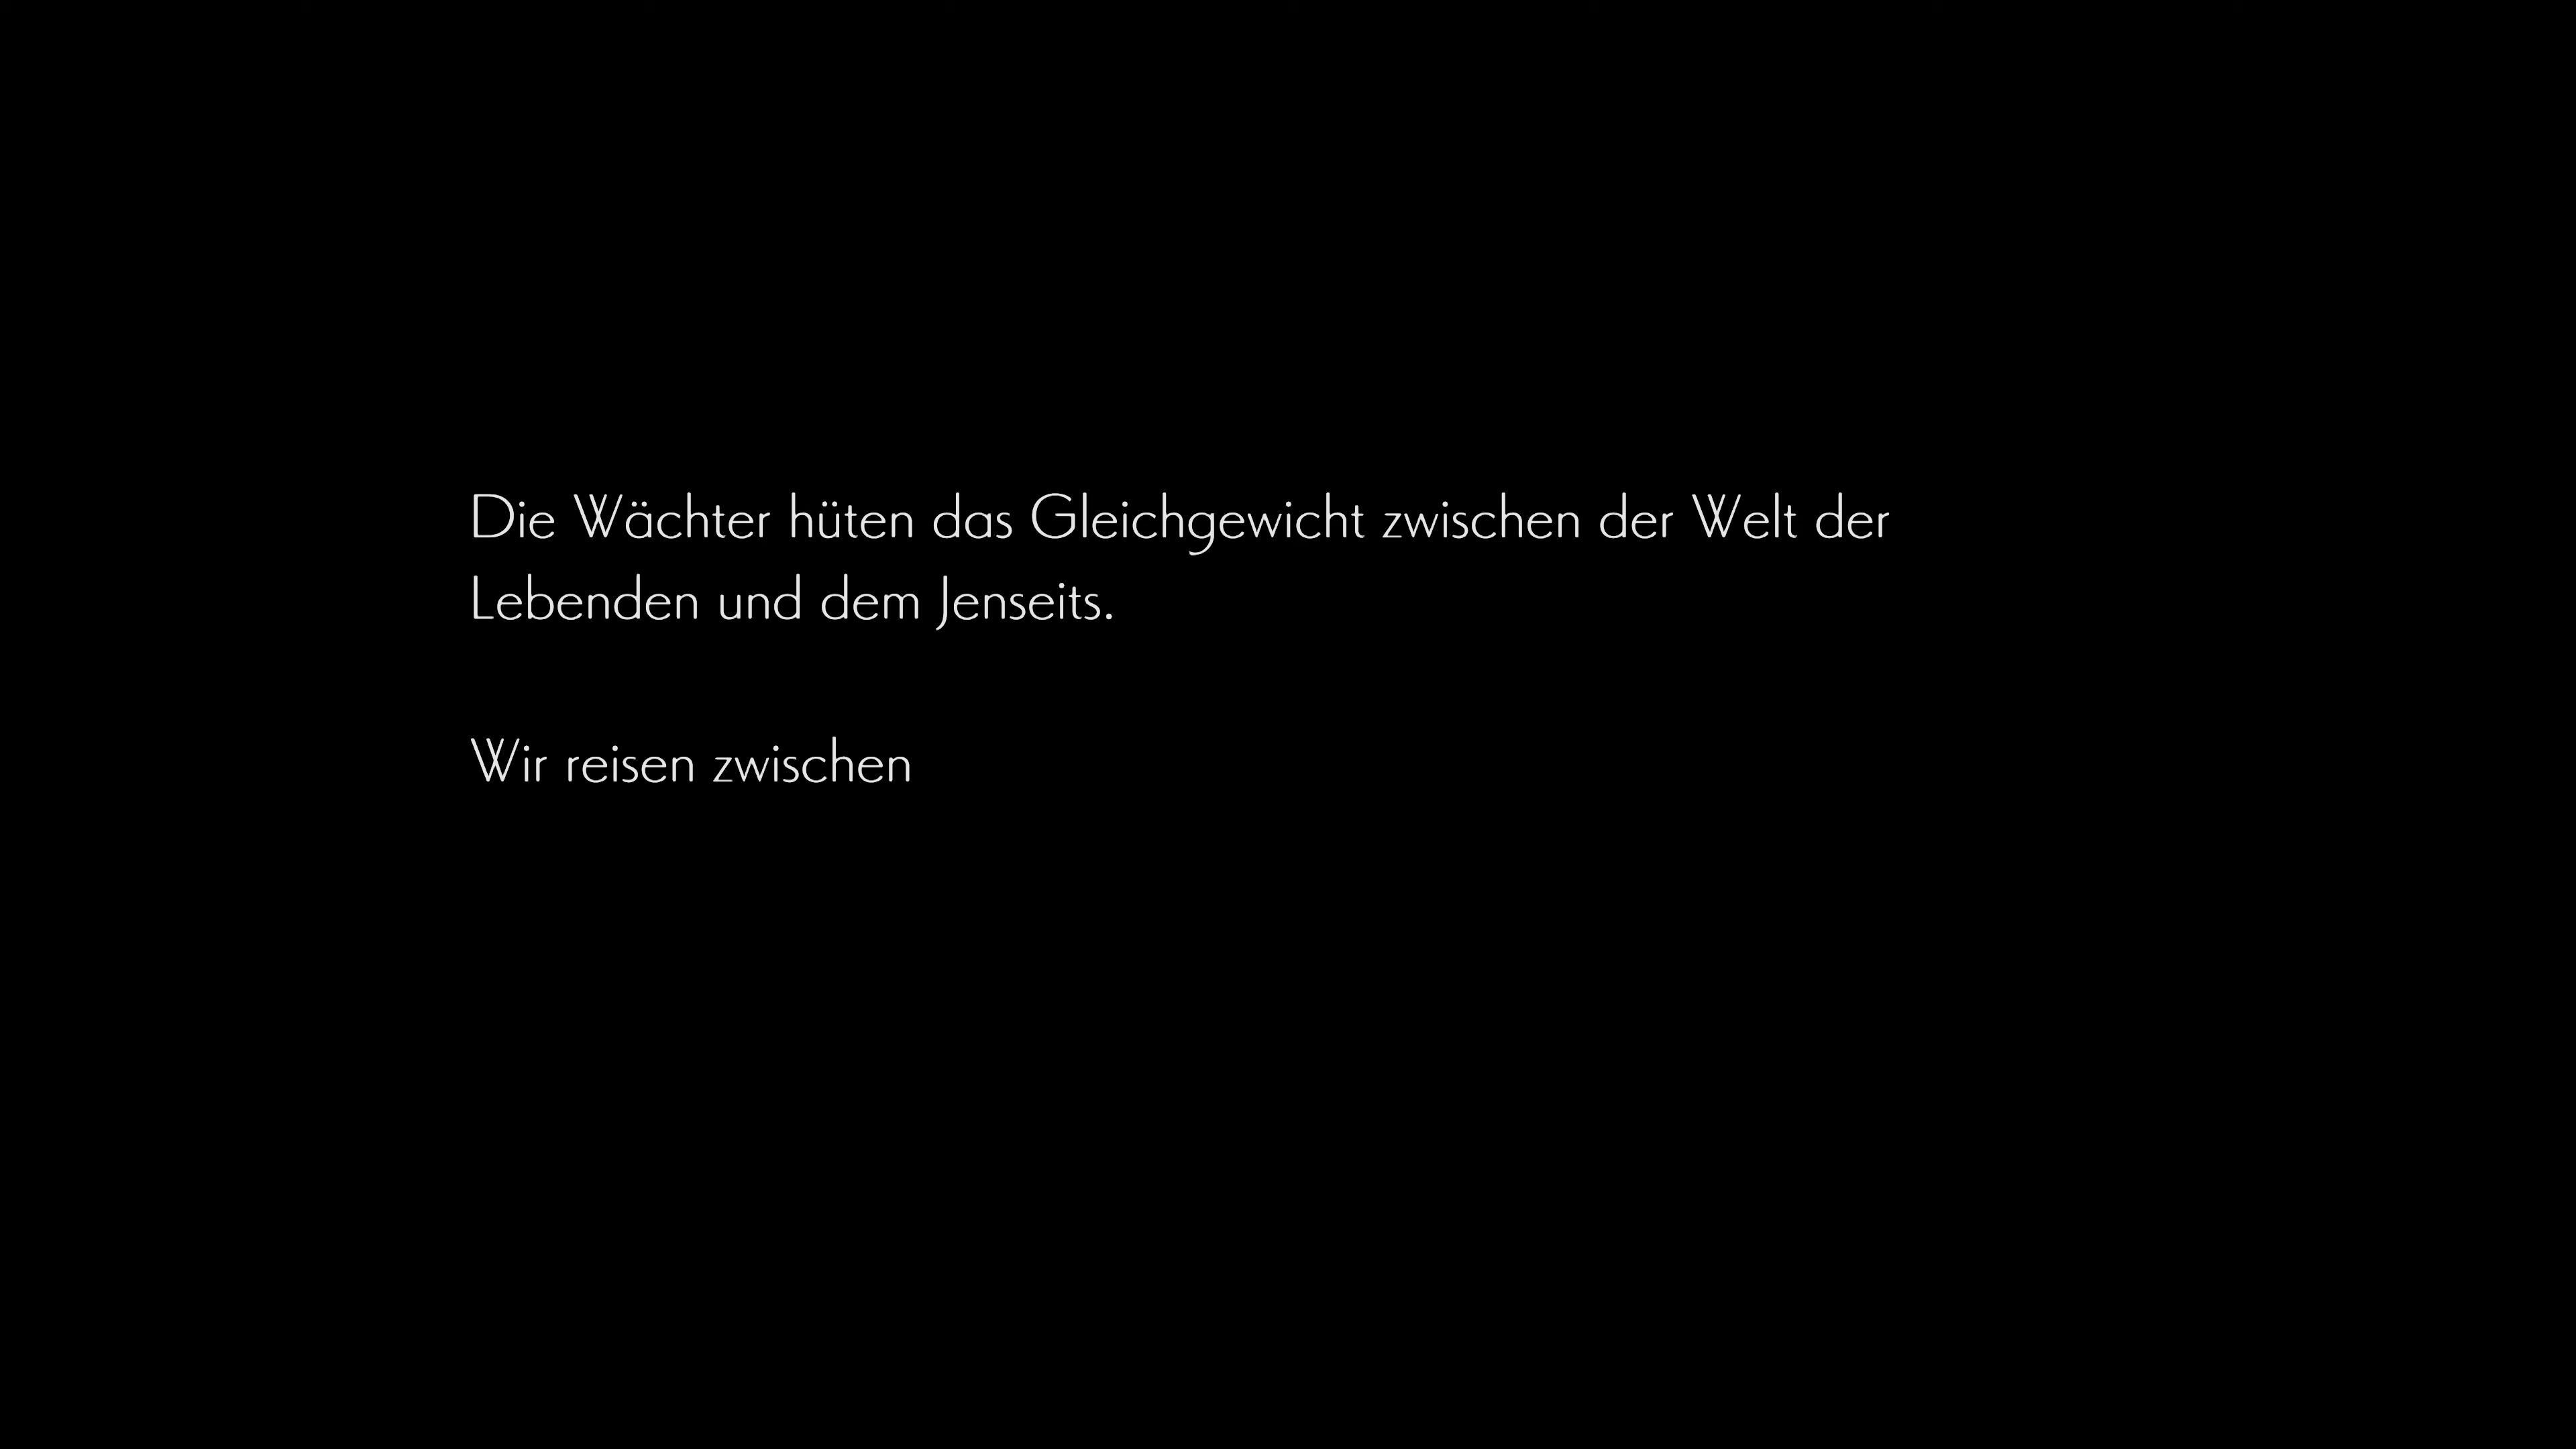 Die Wächter hüten das Gleichgewicht zwischen der Welt der
Lebenden und dem Jenseits.
Wir reisen zwischen